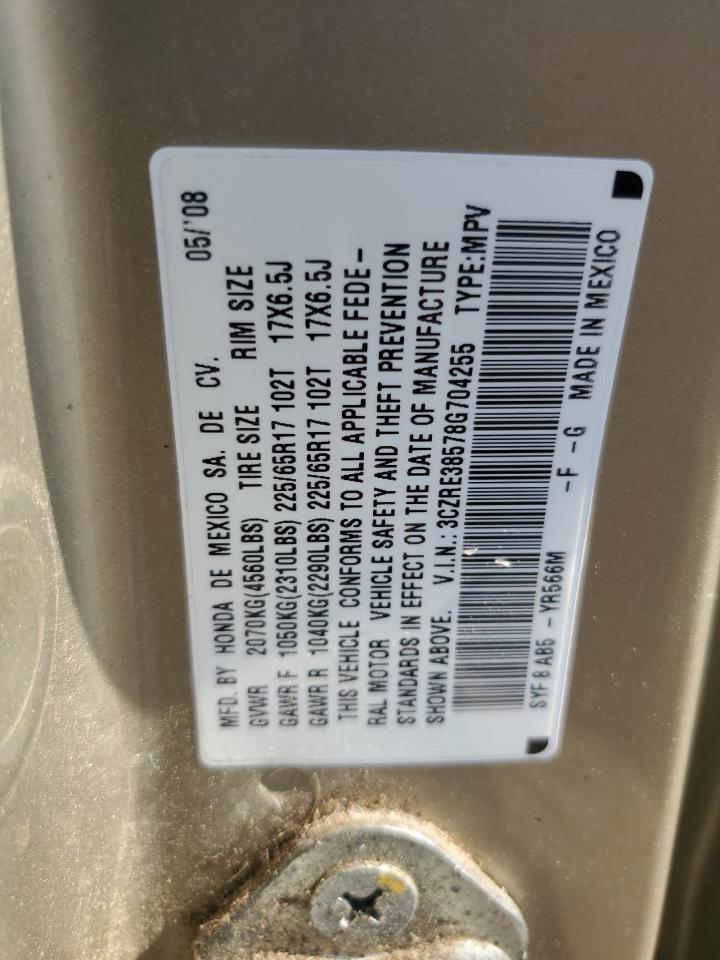 MFD. BY HONDA DE MEXICO SA. DE CV. 05/'08
GVWR 2070KG(4560LBS) TIRE SIZE RIM SIZE
GAWR F 1050KG(2310LBS) 225/65R17 102T 17X6.5J
GAWR R 1040KG(2290LBS) 225/65R17 102T 17X6.5J
THIS VEHICLE CONFORMS TO ALL APPLICABLE FEDE-
RAL MOTOR VEHICLE SAFETY AND THEFT PREVENTION
STANDARDS IN EFFECT ON THE DATE OF MANUFACTURE
SHOWN ABOVE. V.I.N.: 3CZRE38578G704255 TYPE:MPV
SYF 8 AB5 - YR566M - F - G MADE IN MEXICO